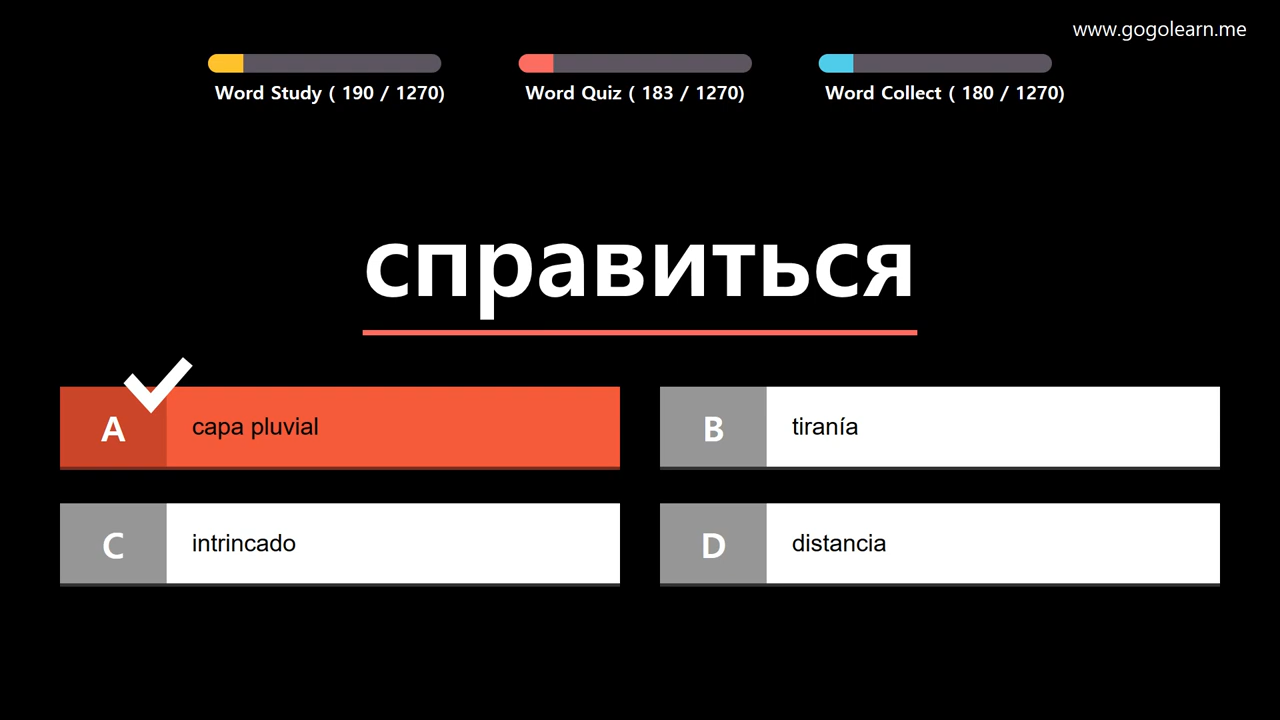 www.gogolearn.me
Word Study ( 190 / 1270)
Word Quiz ( 183 / 1270)
Word Collect ( 180 / 1270)
справиться
A capa pluvial
B tiranía
C intrincado
D distancia